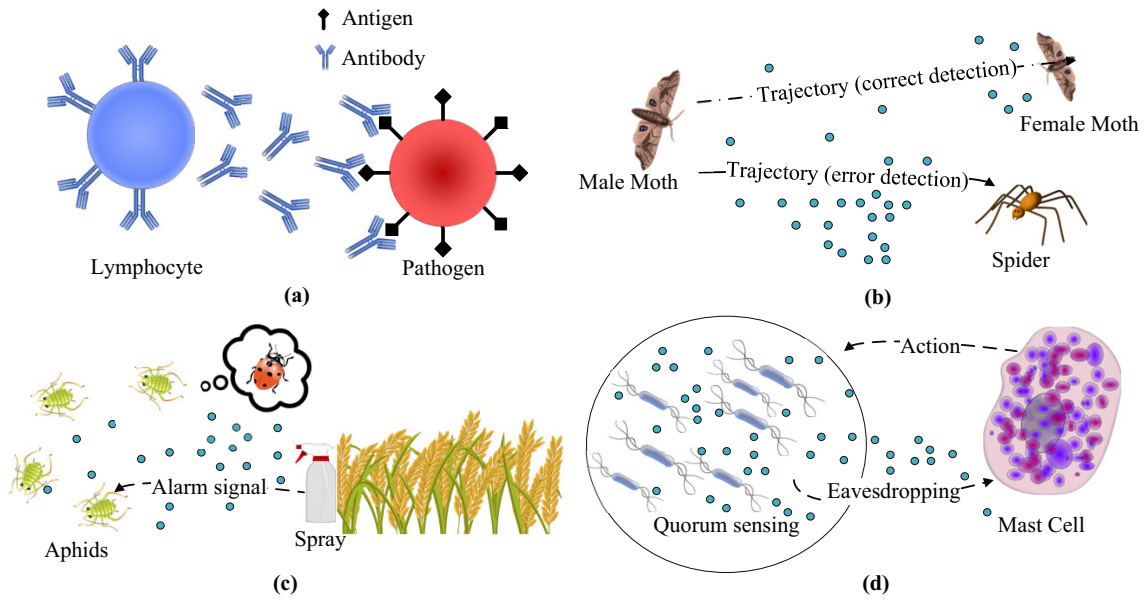 Antigen
Antibody
Lymphocyte
Pathogen
(a)
Trajectory (correct detection)
Female Moth
Male Moth
Trajectory (error detection)
Spider
(b)
Alarm signal
Aphids
Spray
(c)
Action
Eavesdropping
Quorum sensing
Mast Cell
(d)